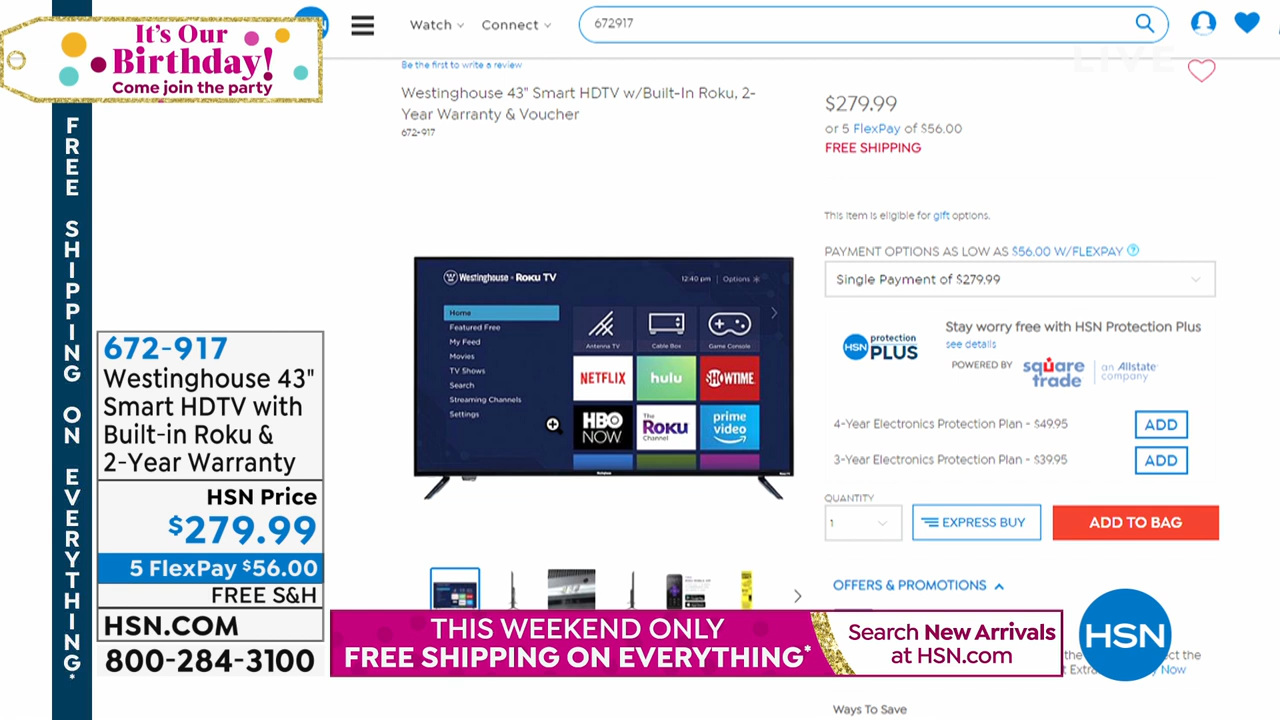 It's Our
Birthday!
Come join the party
FREE SHIPPING ON EVERYTHING*
672-917
Westinghouse 43"
Smart HDTV with
Built-in Roku &
2-Year Warranty
HSN Price
$279.99
5 FlexPay $56.00
FREE S&H
HSN.COM
800-284-3100
Watch
Connect
672917
LIVE
Be the first to write a review
Westinghouse 43" Smart HDTV w/Built-In Roku, 2-
Year Warranty & Voucher
672-917
$279.99
or 5 FlexPay of $56.00
FREE SHIPPING
This item is eligible for gift options.
PAYMENT OPTIONS AS LOW AS $56.00 W/FLEXPAY ?
Single Payment of $279.99
HSN protection PLUS
Stay worry free with HSN Protection Plus
see details
POWERED BY square trade an Allstate company
4-Year Electronics Protection Plan - $49.95 ADD
3-Year Electronics Protection Plan - $39.95 ADD
QUANTITY
1
EXPRESS BUY
ADD TO BAG
OFFERS & PROMOTIONS
Westinghouse - Roku TV
12:40 pm | Options ✳
Home
Featured Free
My Feed
Movies
TV Shows
Search
Streaming Channels
Settings
Antenna TV
Cable Box
Game Console
NETFLIX
hulu
SHOWTIME
HBO NOW
The Roku Channel
prime video
THIS WEEKEND ONLY
FREE SHIPPING ON EVERYTHING*
Search New Arrivals
at HSN.com
HSN
Now
Ways To Save